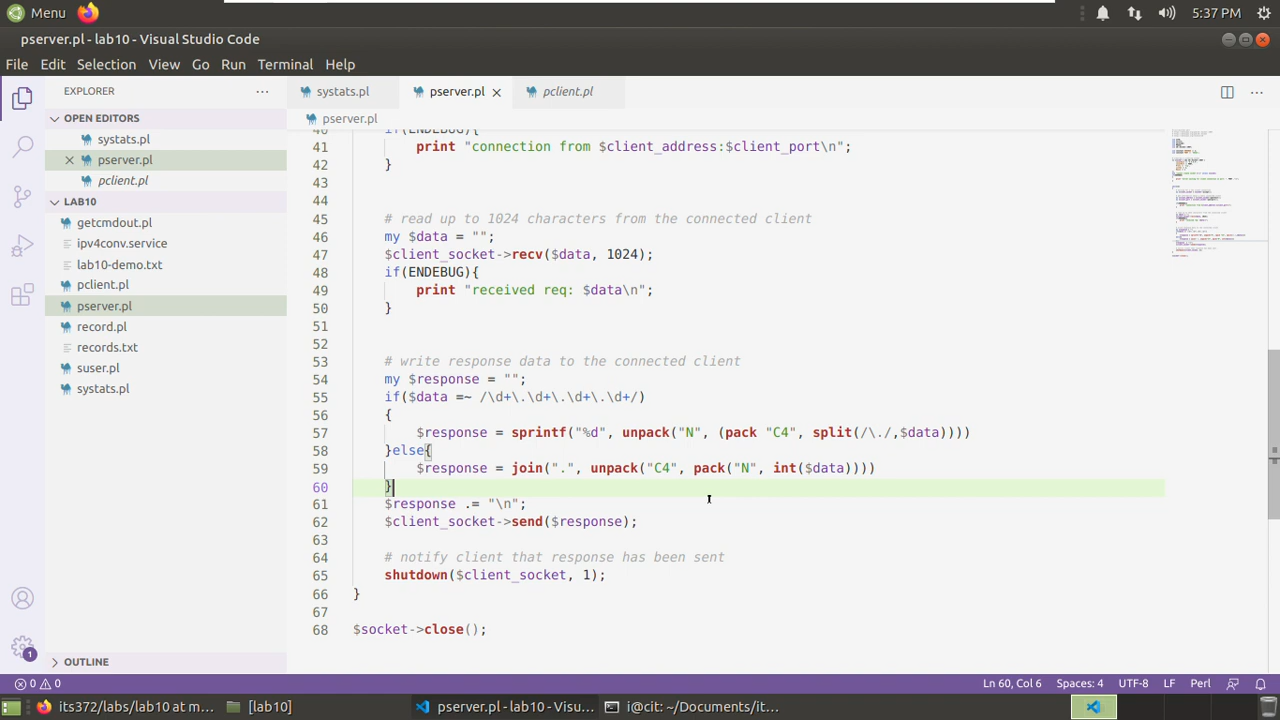 Menu
5:37 PM
pserver.pl - lab10 - Visual Studio Code
File Edit Selection View Go Run Terminal Help
EXPLORER
systats.pl
pserver.pl
pclient.pl
OPEN EDITORS
systats.pl
pserver.pl
pclient.pl
LAB10
getcmdout.pl
ipv4conv.service
lab10-demo.txt
pclient.pl
pserver.pl
record.pl
records.txt
suser.pl
systats.pl
OUTLINE
pserver.pl
40 if(ENDEBUG){
41 print "connection from $client_address:$client_port\n";
42 }
43
44
45 # read up to 1024 characters from the connected client
46 my $data = "";
47 $client_socket->recv($data, 1024);
48 if(ENDEBUG){
49 print "received req: $data\n";
50 }
51
52
53 # write response data to the connected client
54 my $response = "";
55 if($data =~ /\d+\.\d+\.\d+\.\d+/)
56 {
57 $response = sprintf("%d", unpack("N", (pack "C4", split(/\./,$data))))
58 }else{
59 $response = join(".", unpack("C4", pack("N", int($data))))
60 }
61 $response .= "\n";
62 $client_socket->send($response);
63
64 # notify client that response has been sent
65 shutdown($client_socket, 1);
66 }
67
68 $socket->close();
1
0 0
Ln 60, Col 6
Spaces: 4
UTF-8
LF
Perl
its372/labs/lab10 at m...
[lab10]
pserver.pl - lab10 - Visu...
i@cit: ~/Documents/it...